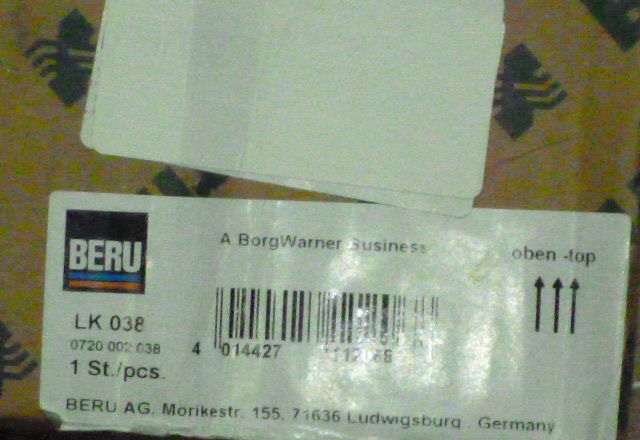 A BorgWarner Business
BERU
oben -top
LK 038
0720 002 038
1 St./pcs.
4 014427
BERU AG, Morikestr. 155, 71636 Ludwigsburg, Germany